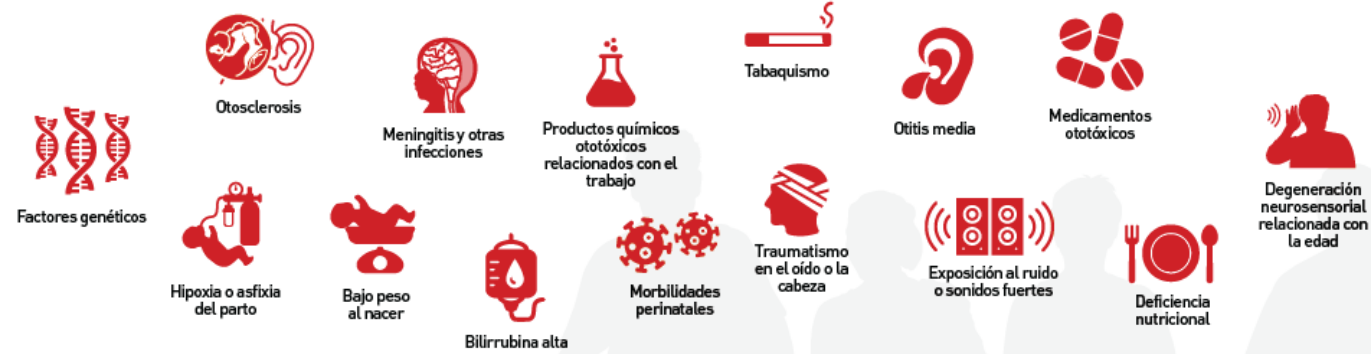 Factores genéticos
Otosclerosis
Hipoxia o asfixia
del parto
Meningitis y otras
infecciones
Bajo peso
al nacer
Productos químicos
ototóxicos
relacionados con el
trabajo
Bilirrubina alta
Morbilidades
perinatales
Tabaquismo
Traumatismo
en el oído o la
cabeza
Otitis media
Exposición al ruido
o sonidos fuertes
Medicamentos
ototóxicos
Deficiencia
nutricional
Degeneración
neurosensorial
relacionada con
la edad